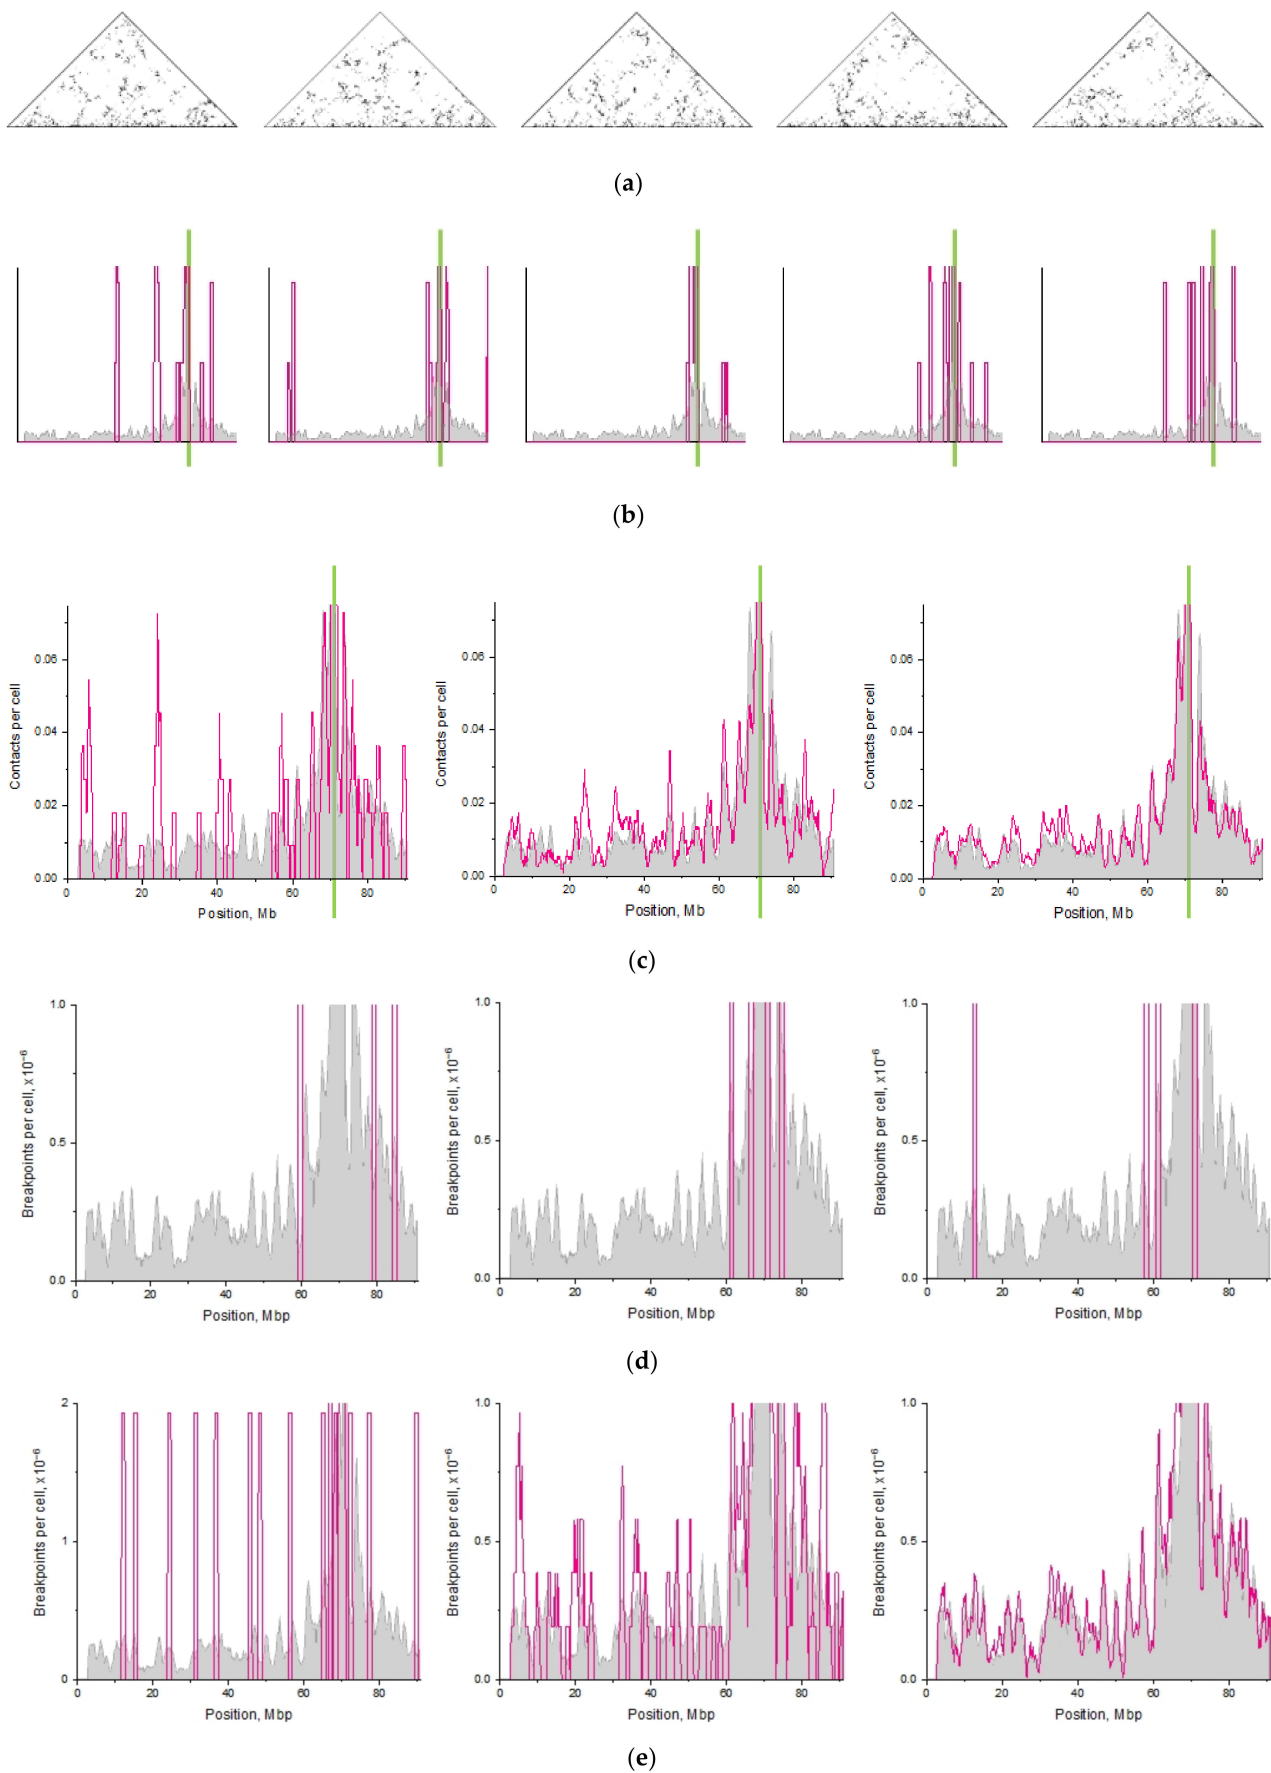 (a)
(b)
Contacts per cell
0.06
0.04
0.02
0.00
0 20 40 60 80
Position, Mb
Contacts per cell
0.06
0.04
0.02
0.00
0 20 40 60 80
Position, Mb
Contacts per cell
0.06
0.04
0.02
0.00
0 20 40 60 80
Position, Mb
(c)
Breakpoints per cell, x10⁻⁶
1.0
0.5
0.0
0 20 40 60 80
Position, Mbp
Breakpoints per cell, x10⁻⁶
1.0
0.5
0.0
0 20 40 60 80
Position, Mbp
Breakpoints per cell, x10⁻⁶
1.0
0.5
0.0
0 20 40 60 80
Position, Mbp
(d)
Breakpoints per cell, x10⁻⁶
2
1
0
0 20 40 60 80
Position, Mbp
Breakpoints per cell, x10⁻⁶
1.0
0.5
0.0
0 20 40 60 80
Position, Mbp
Breakpoints per cell, x10⁻⁶
1.0
0.5
0.0
0 20 40 60 80
Position, Mbp
(e)